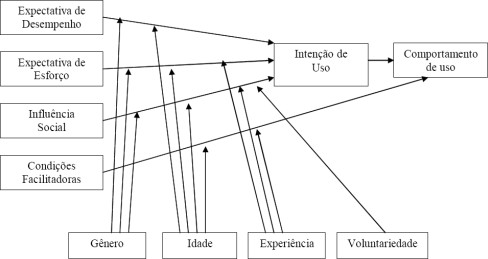 Expectativa de
Desempenho
Expectativa de
Esforço
Influência
Social
Condições
Facilitadoras
Intenção de
Uso
Comportamento
de uso
Gênero
Idade
Experiência
Voluntariedade